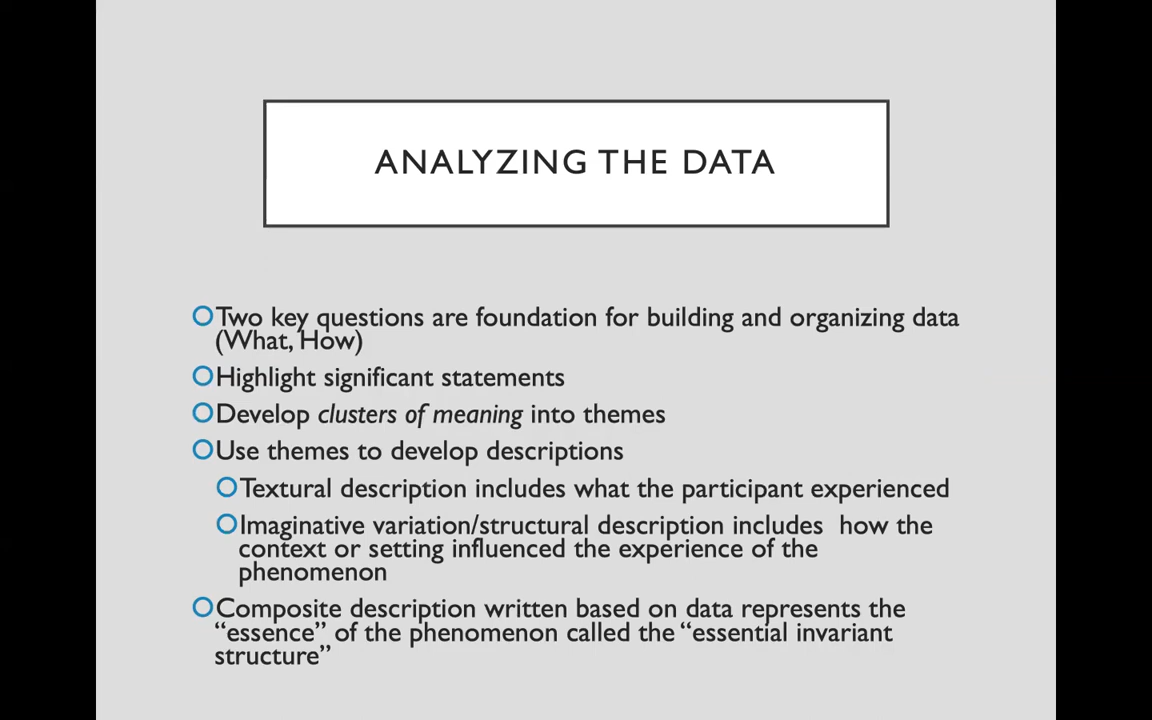 ANALYZING THE DATA
Two key questions are foundation for building and organizing data
(What, How)
Highlight significant statements
Develop clusters of meaning into themes
Use themes to develop descriptions
Textural description includes what the participant experienced
Imaginative variation/structural description includes  how the
context or setting influenced the experience of the
phenomenon
Composite description written based on data represents the
“essence” of the phenomenon called the “essential invariant
structure”